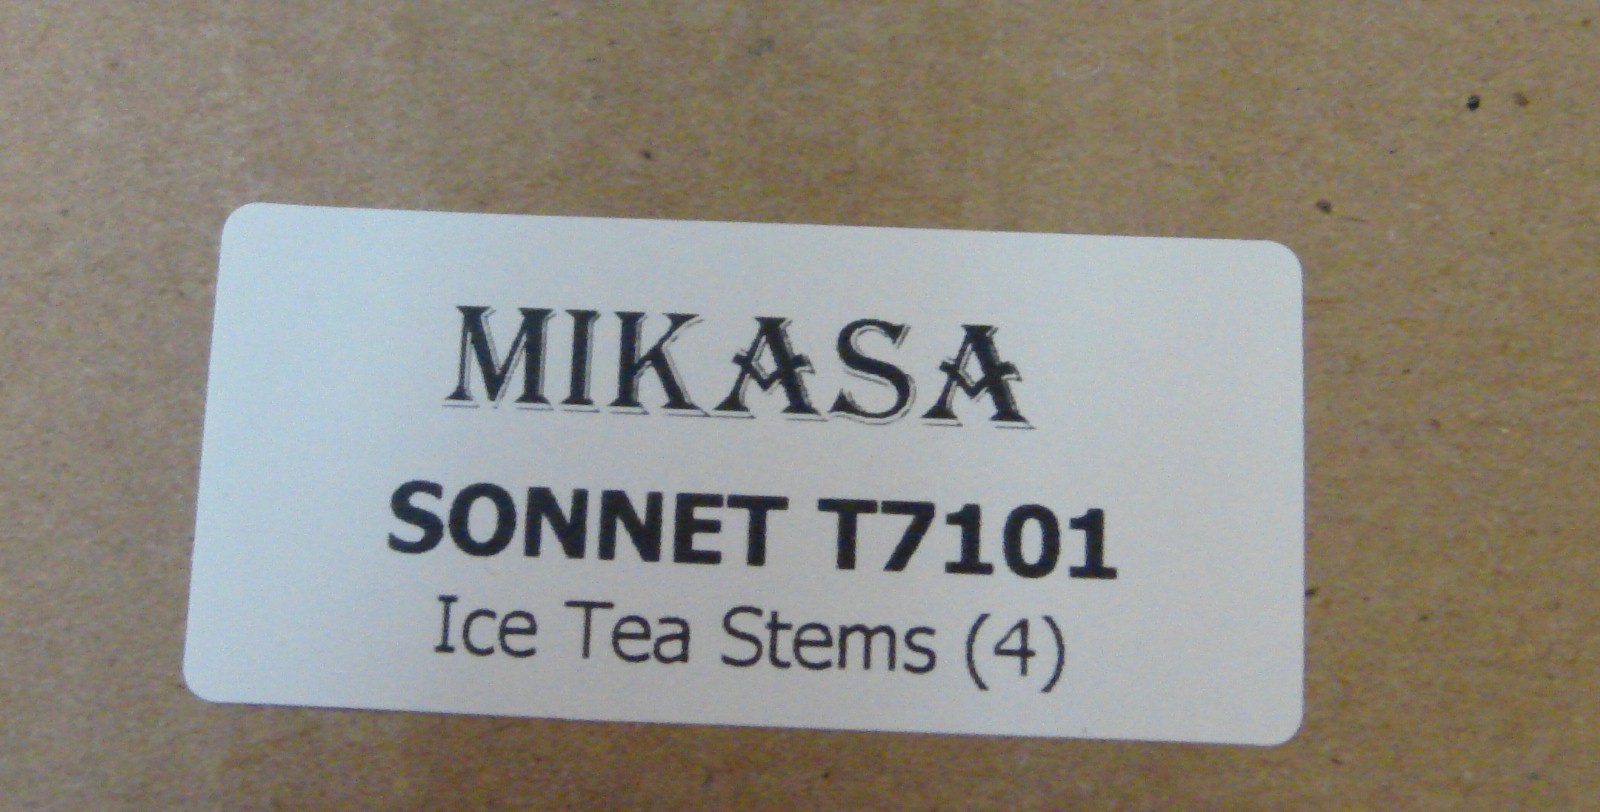 MIKASA
SONNET T7101
Ice Tea Stems (4)